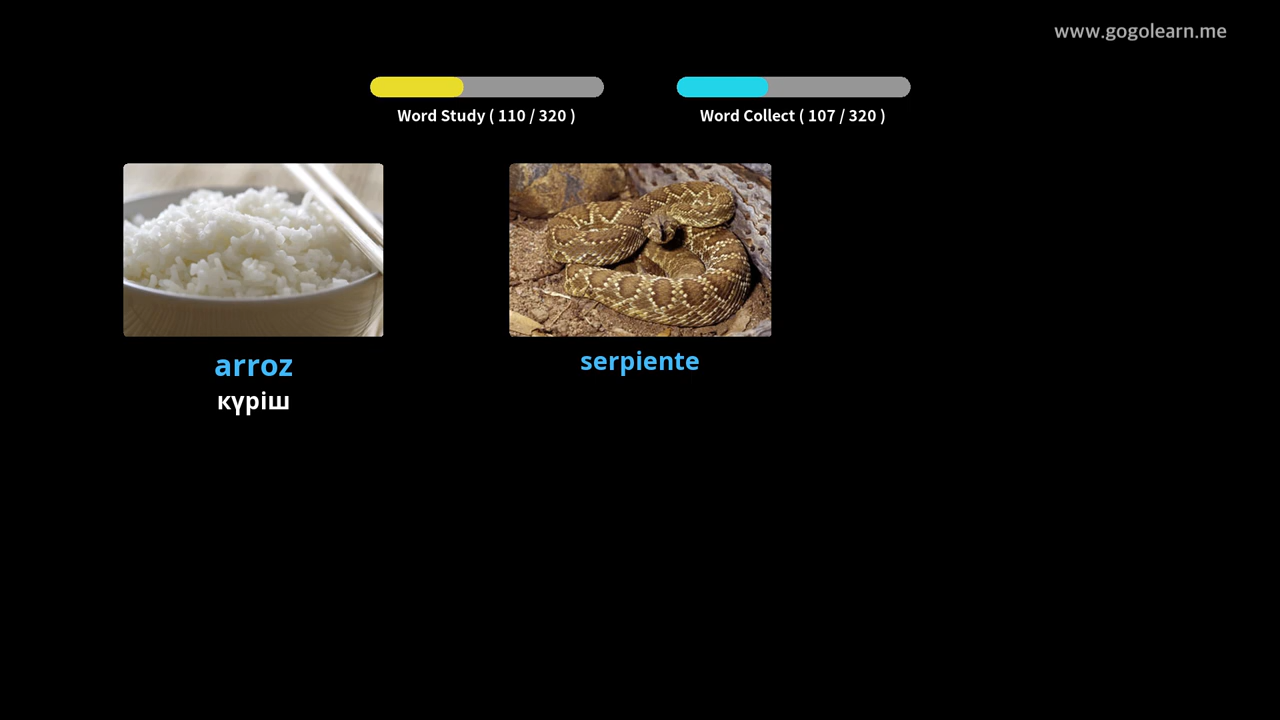 www.gogolearn.me
Word Study ( 110 / 320 )
Word Collect ( 107 / 320 )
arroz
күріш
serpiente